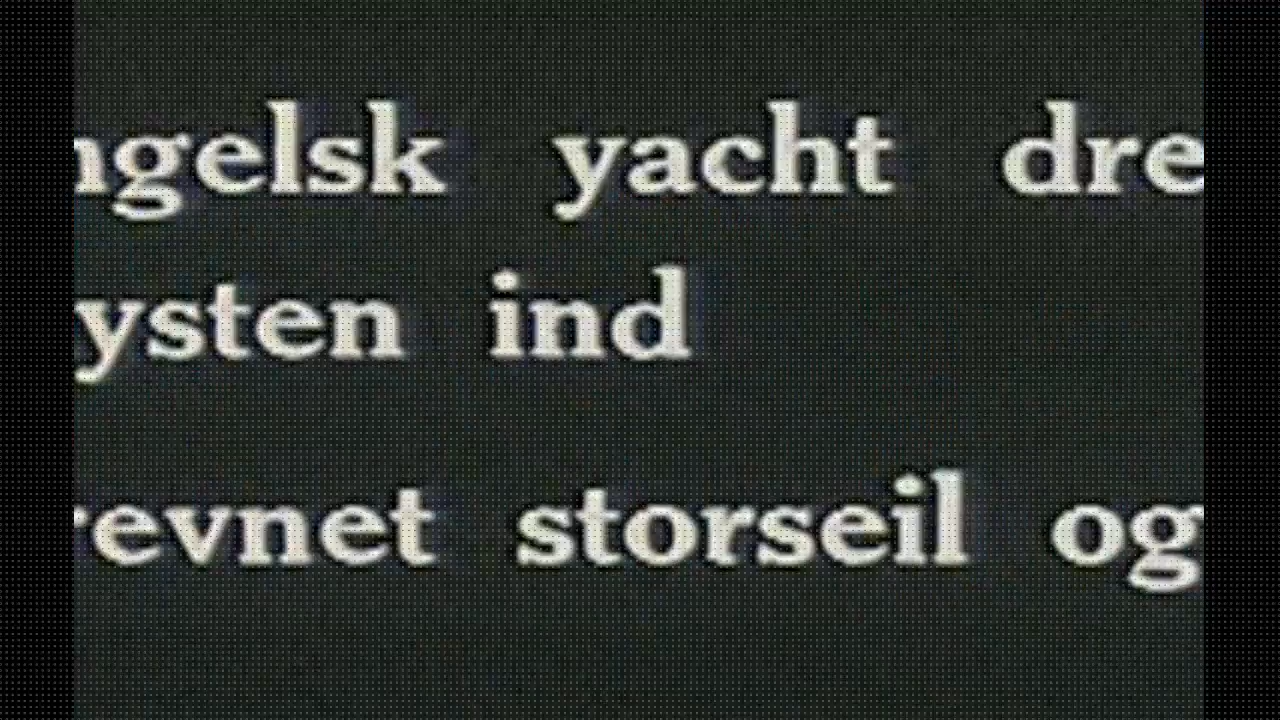 ngelsk yacht dre
ysten ind
revnet storseil og